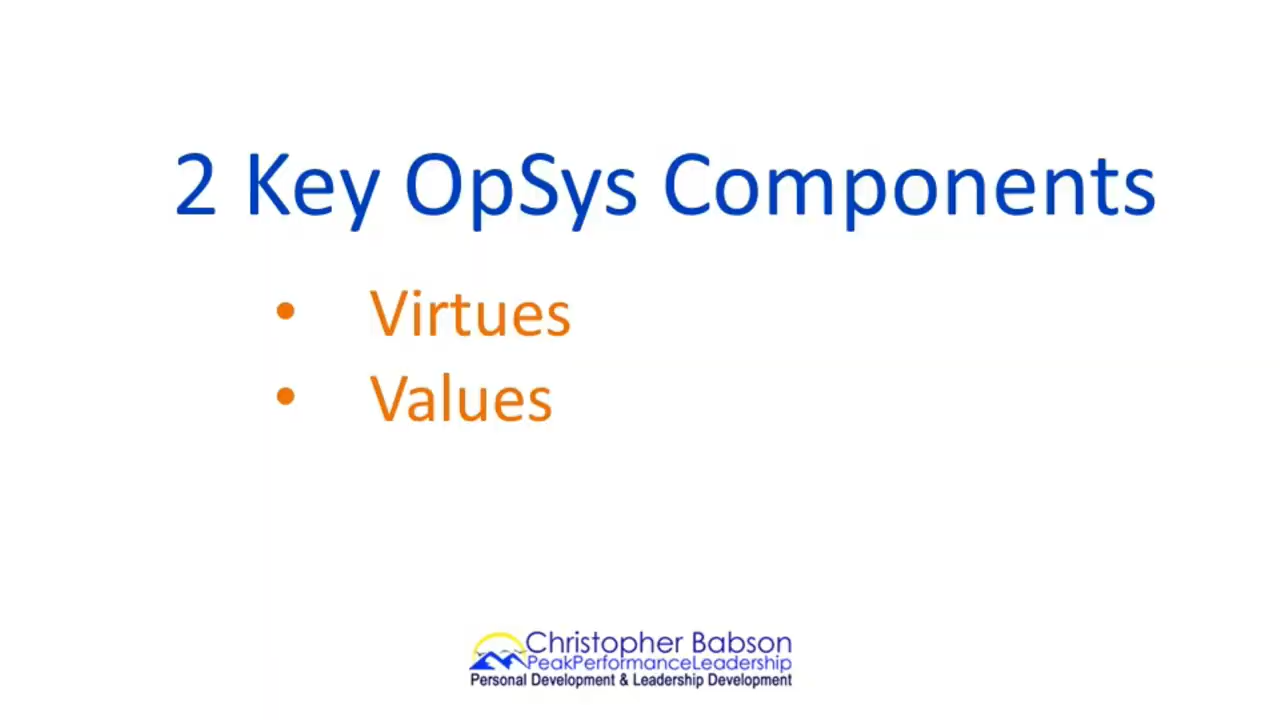 2 Key OpSys Components
• Virtues
• Values
Christopher Babson
PeakPerformanceLeadership
Personal Development & Leadership Development